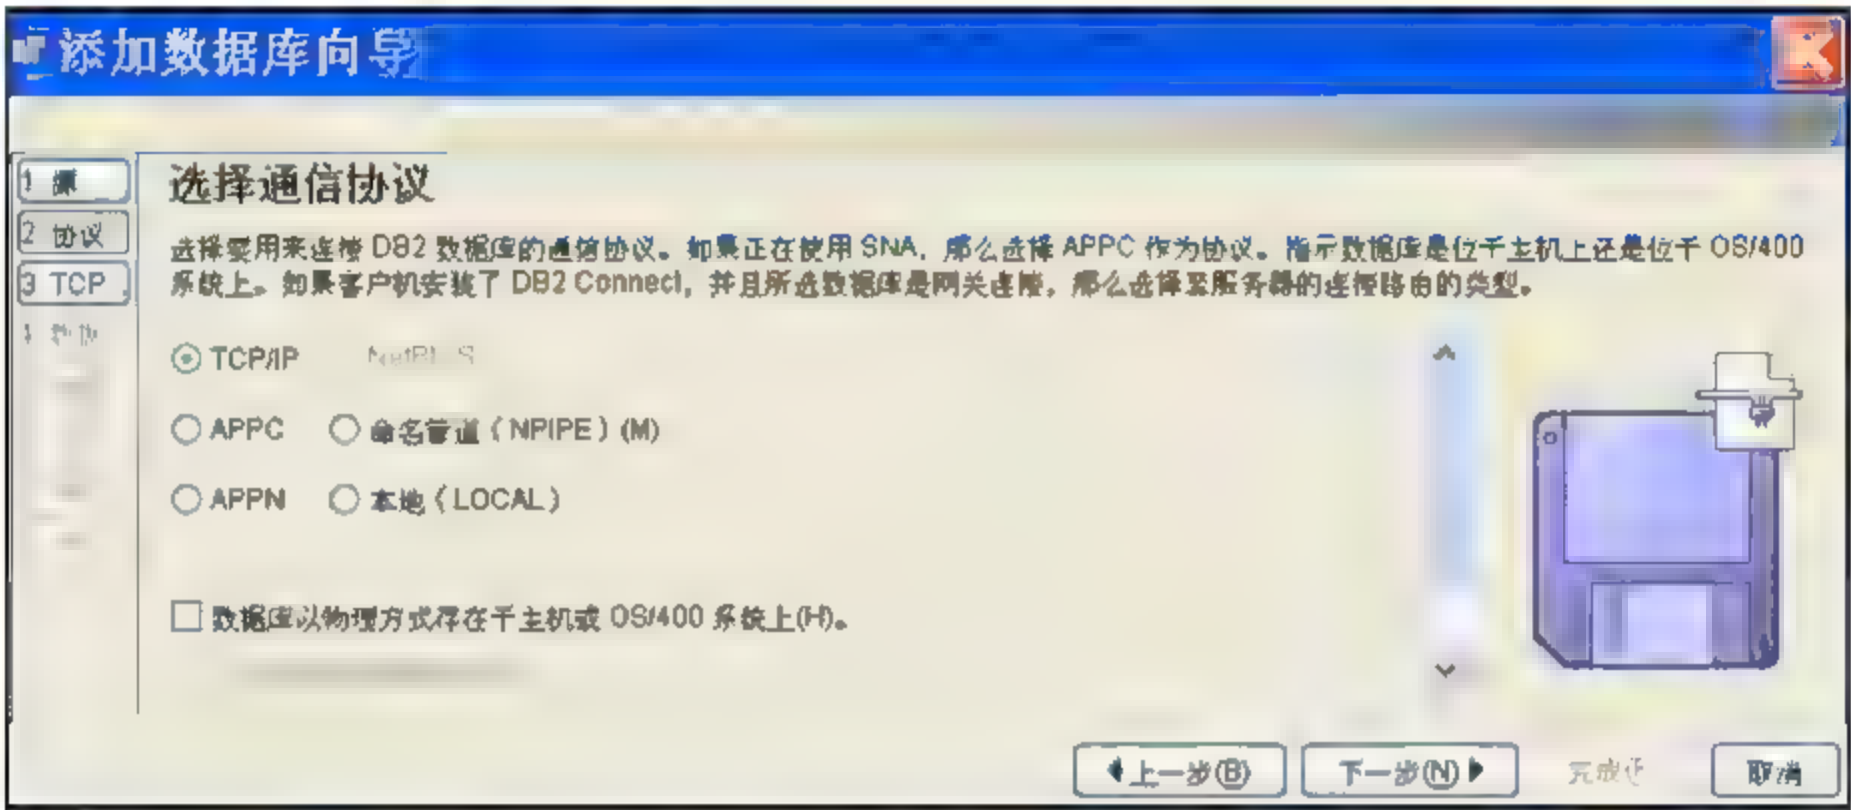 添加数据库向导
1 源
2 协议
3 TCP
选择通信协议
选择要用来连接 DB2 数据库的通信协议。如果正在使用 SNA，那么选择 APPC 作为协议。指示数据库是位于主机上还是位于 OS/400
系统上。如果客户机安装了 DB2 Connect，并且所选数据库是网关连接，那么选择至服务器的连接路由的类型。
TCP/IP
APPC 命名管道（NPIPE）(M)
APPN 本地（LOCAL）
数据库以物理方式存在于主机或 OS/400 系统上(H)。
上一步(B) 下一步(N) 完成 取消